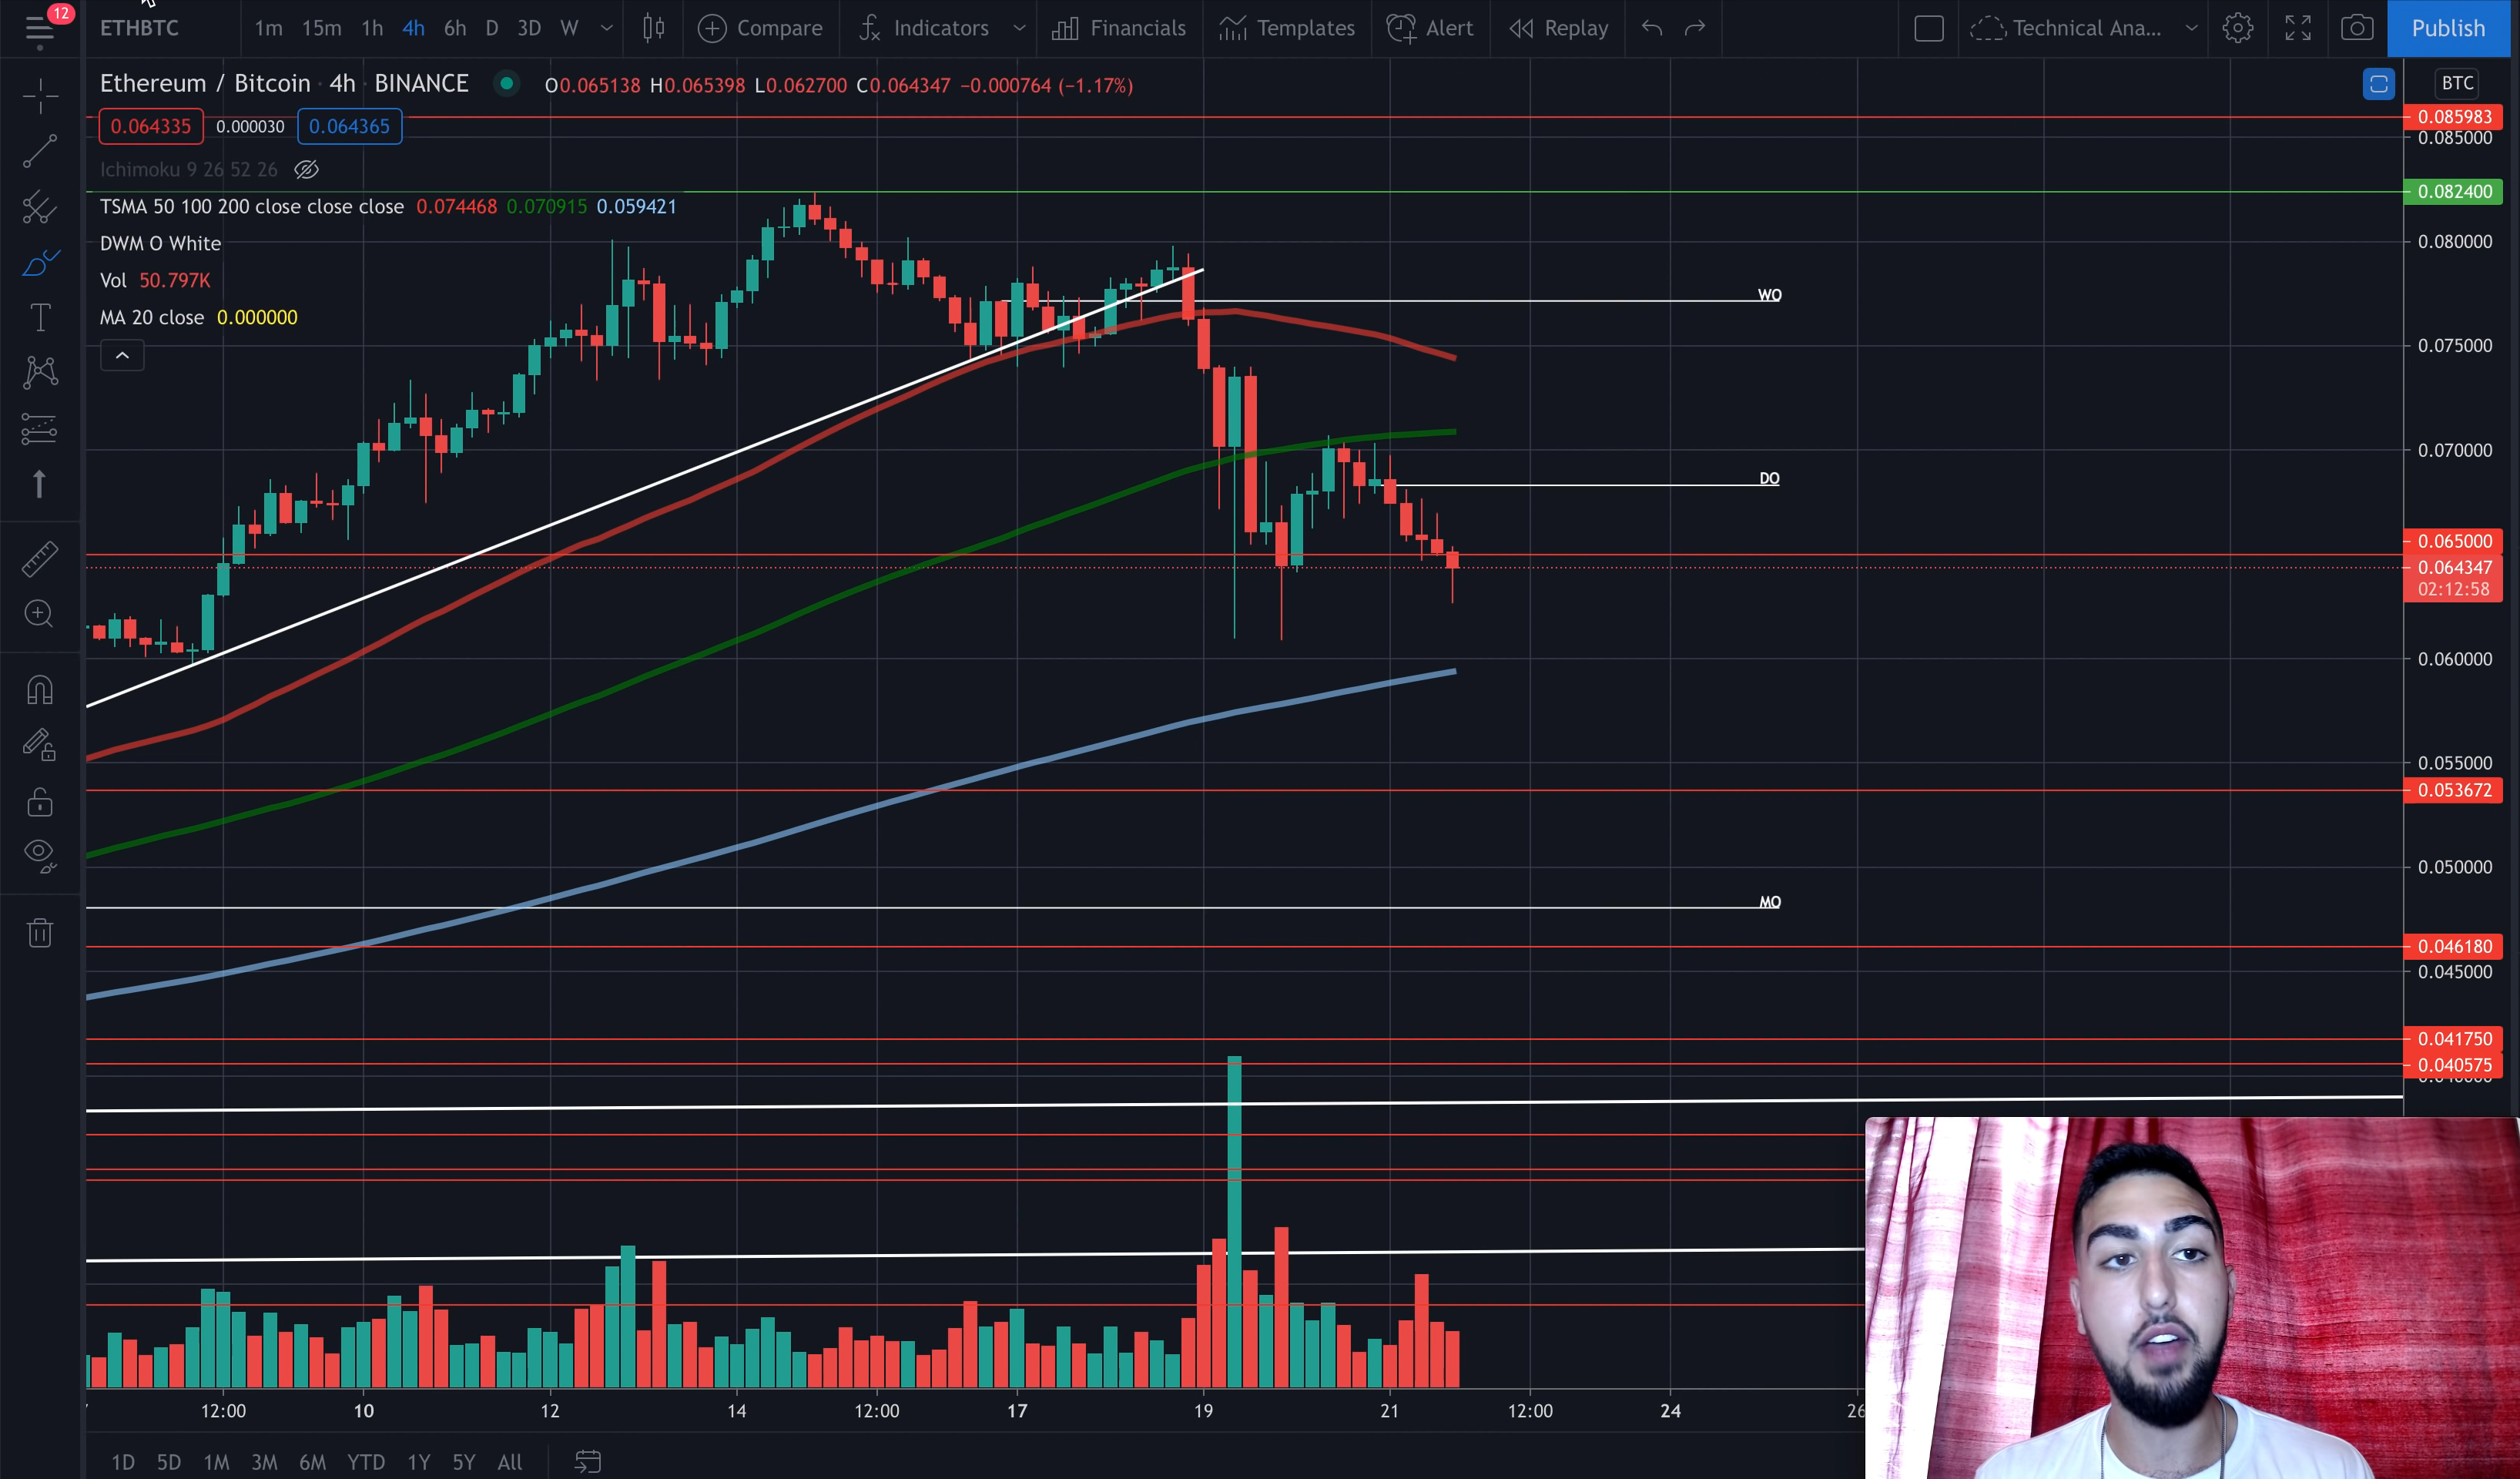 12
ETHBTC 1m 15m 1h 4h 6h D 3D W Compare Indicators Financials Templates Alert Replay Technical Ana... Publish
Ethereum / Bitcoin · 4h · BINANCE O0.065138 H0.065398 L0.062700 C0.064347 −0.000764 (−1.17%)
BTC
0.064335 0.000030 0.064365
Ichimoku 9 26 52 26
TSMA 50 100 200 close close close 0.074468 0.070915 0.059421
DWM O White
Vol 50.797K
MA 20 close 0.000000
0.085983
0.085000
0.082400
0.080000
WO
0.075000
0.070000
DO
0.065000
0.064347
02:12:58
0.060000
0.055000
0.053672
0.050000
MO
0.046180
0.045000
0.041750
0.040575
12:00 10 12 14 12:00 17 19 21 12:00 24 26
1D 5D 1M 3M 6M YTD 1Y 5Y All